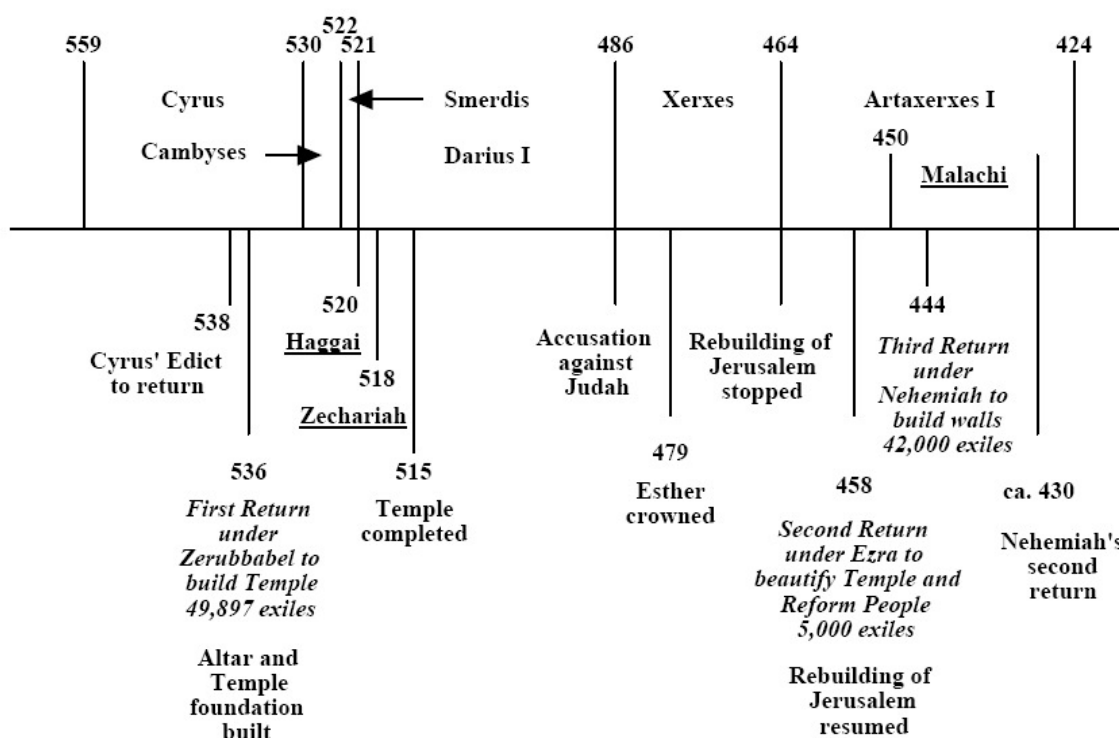 522
559 530 521 486 464 424
Cyrus Smerdis Xerxes Artaxerxes I
Cambyses Darius I 450
Malachi
538
Cyrus' Edict
to return
520
Haggai
518
Zechariah
536
First Return
under
Zerubbabel to
build Temple
49,897 exiles
Altar and
Temple
foundation
built
515
Temple
completed
Accusation
against
Judah
479
Esther
crowned
Rebuilding of
Jerusalem
stopped
458
Second Return
under Ezra to
beautify Temple and
Reform People
5,000 exiles
Rebuilding of
Jerusalem
resumed
444
Third Return
under
Nehemiah to
build walls
42,000 exiles
ca. 430
Nehemiah's
second
return